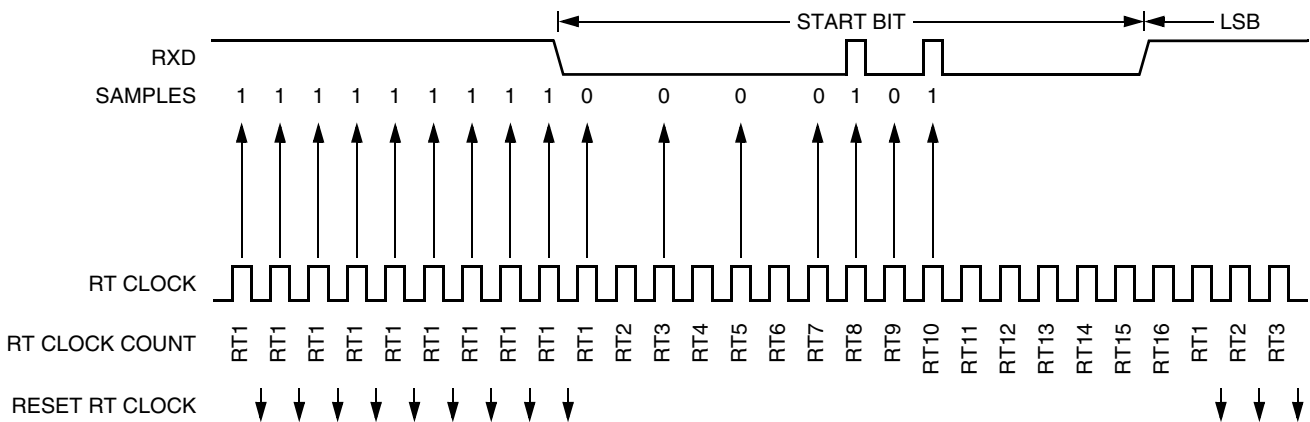 START BIT LSB
RXD
SAMPLES 1 1 1 1 1 1 1 1 1 0 0 0 0 1 0 1
RT CLOCK
RT CLOCK COUNT RT1 RT1 RT1 RT1 RT1 RT1 RT1 RT1 RT1 RT1 RT2 RT3 RT4 RT5 RT6 RT7 RT8 RT9 RT10 RT11 RT12 RT13 RT14 RT15 RT16 RT1 RT2 RT3
RESET RT CLOCK